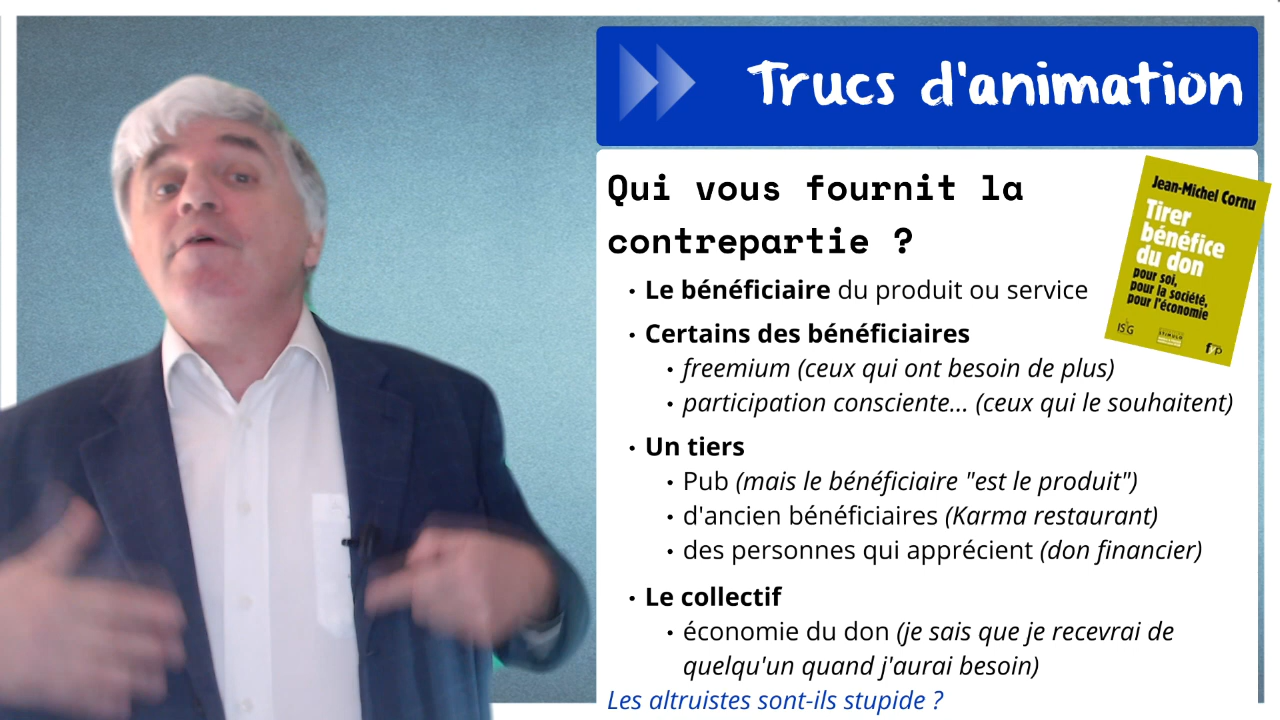 Trucs d'animation
Qui vous fournit la
contrepartie ?
Jean-Michel Cornu
Tirer
bénéfice
du don
pour soi,
pour la société,
pour l'économie
ISG
fyp
• Le bénéficiaire du produit ou service
• Certains des bénéficiaires
• freemium (ceux qui ont besoin de plus)
• participation consciente... (ceux qui le souhaitent)
• Un tiers
• Pub (mais le bénéficiaire "est le produit")
• d'ancien bénéficiaires (Karma restaurant)
• des personnes qui apprécient (don financier)
• Le collectif
• économie du don (je sais que je recevrai de
quelqu'un quand j'aurai besoin)
Les altruistes sont-ils stupide ?